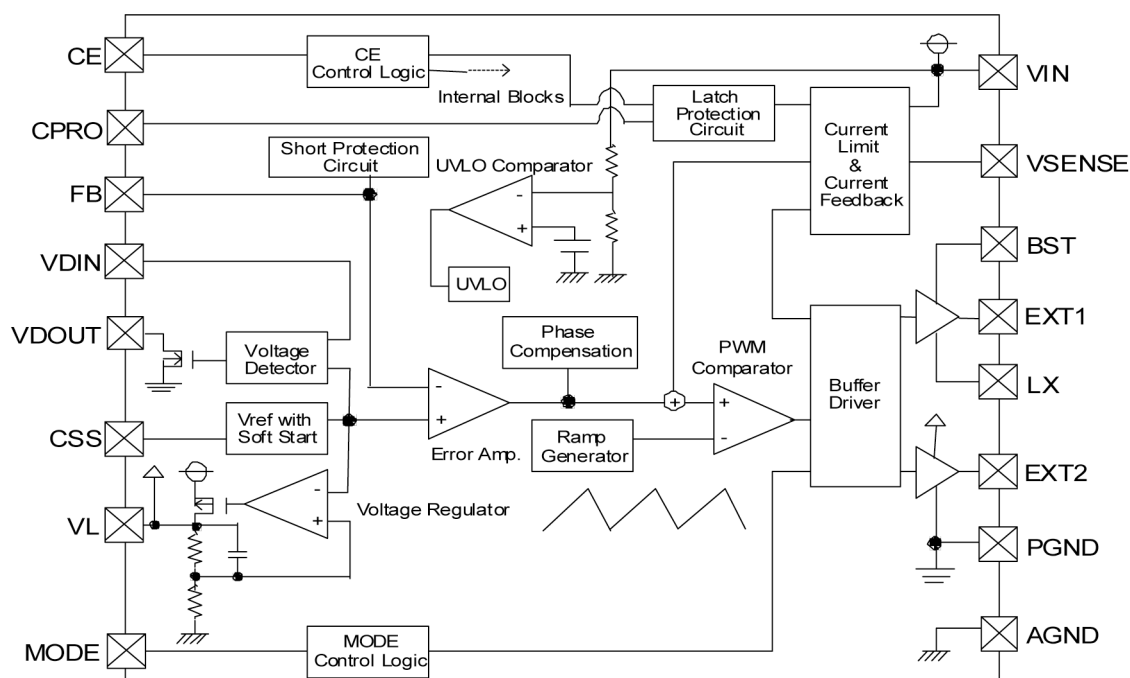 CE
CPRO
FB
VDIN
VDOUT
CSS
VL
MODE
CE
Control Logic
Internal Blocks
Short Protection
Circuit
UVLO Comparator
-
+
UVLO
Latch
Protection
Circuit
Current
Limit
&
Current
Feedback
Voltage
Detector
Vref with
Soft Start
-
+
Error Amp.
Phase
Compensation
+
PWM
Comparator
+
-
Ramp
Generator
Buffer
Driver
-
+
Voltage Regulator
MODE
Control Logic
VIN
VSENSE
BST
EXT1
LX
EXT2
PGND
AGND